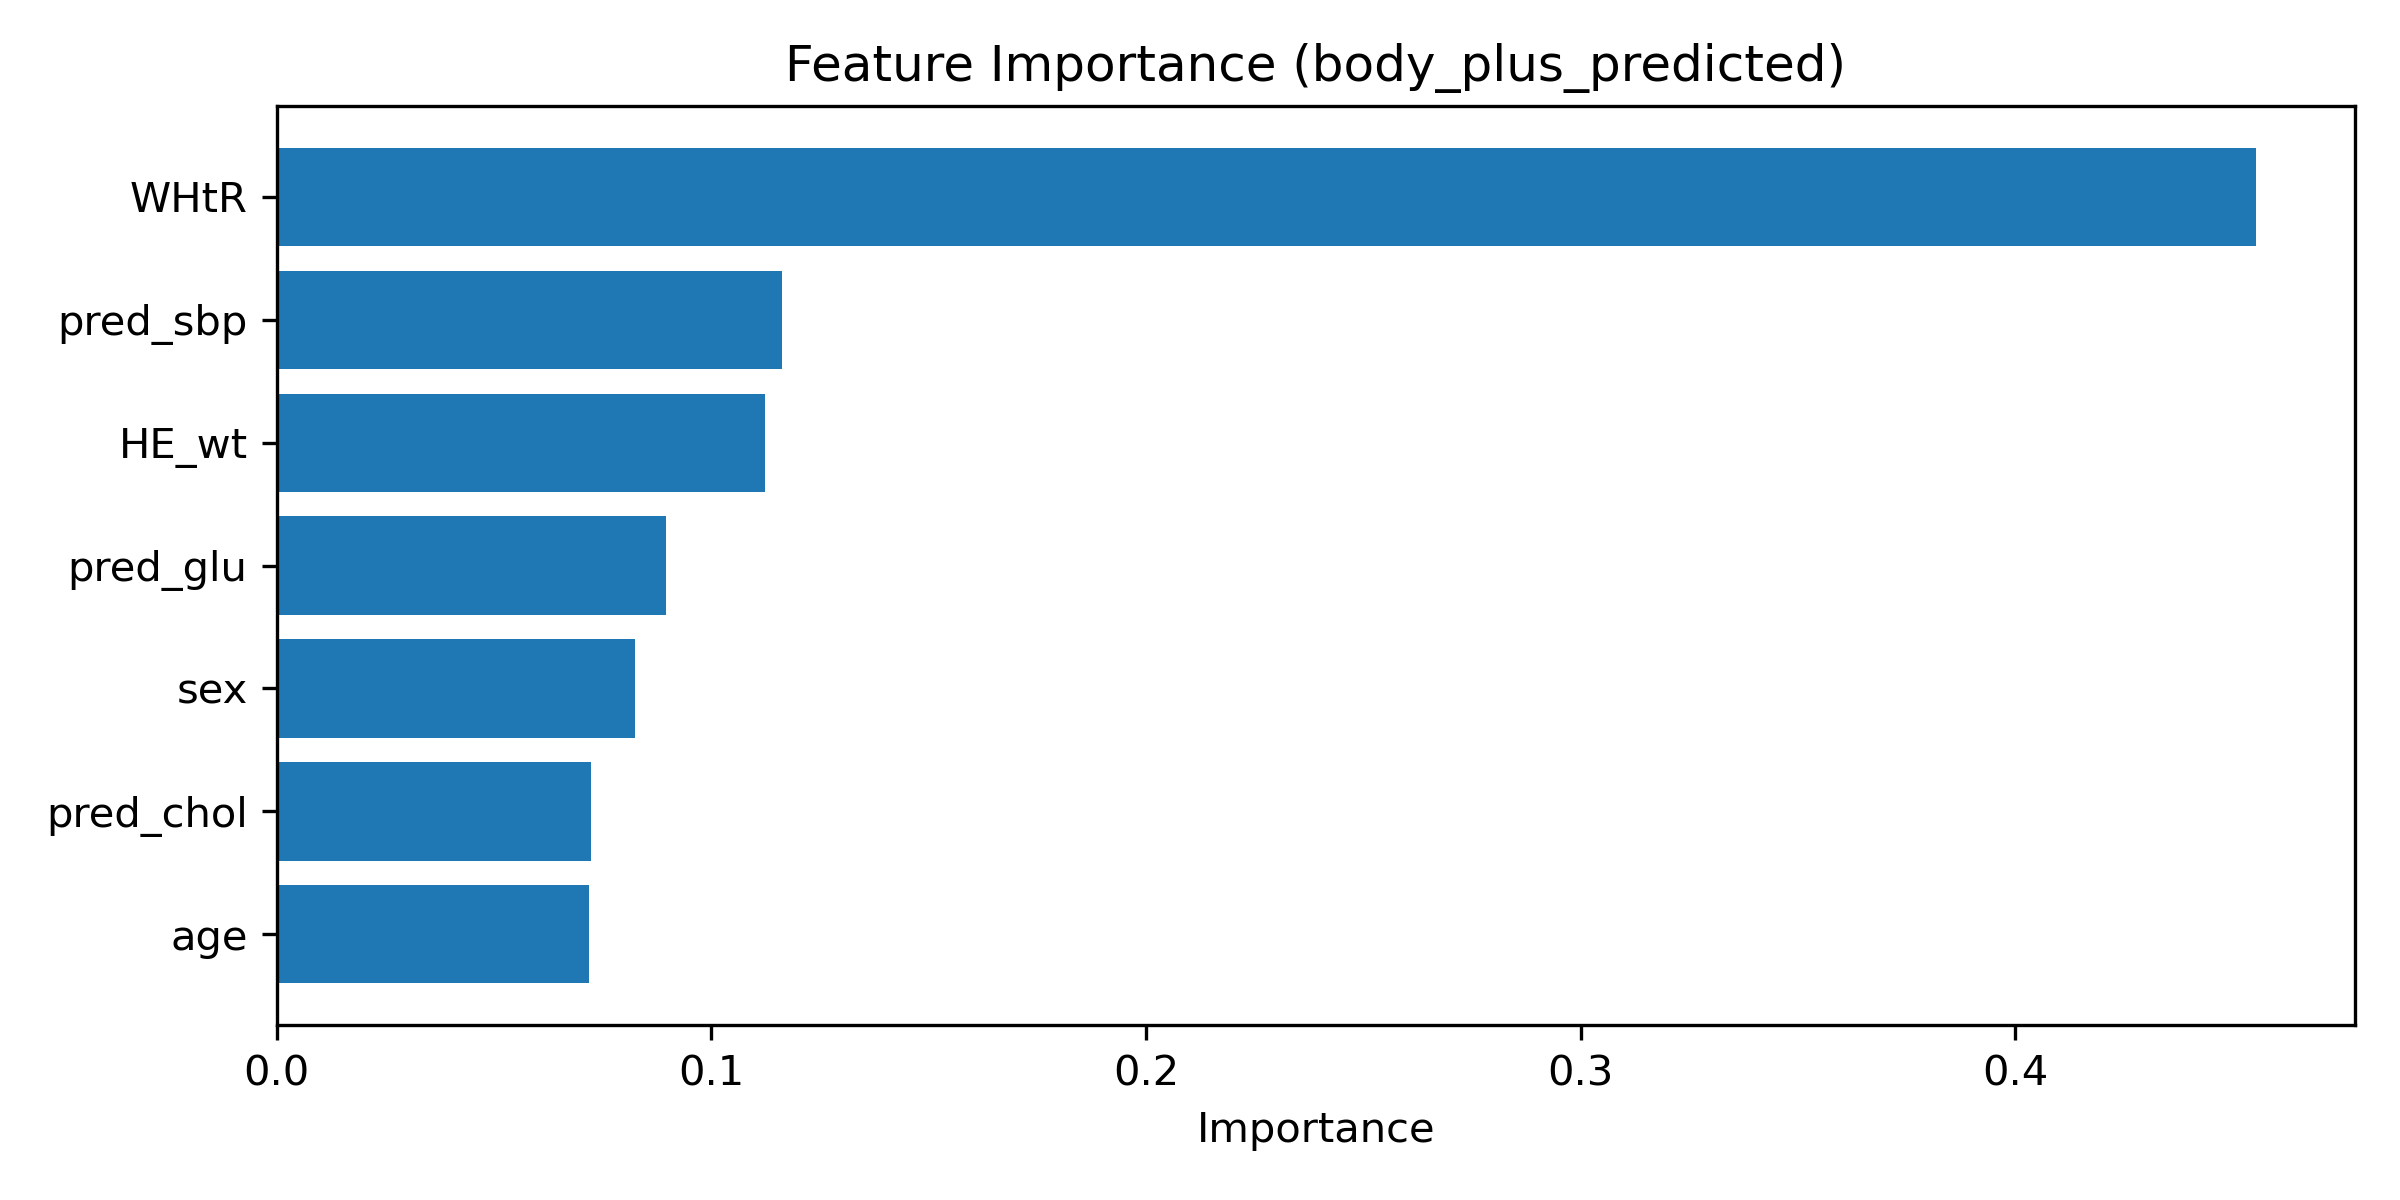 Feature Importance (body_plus_predicted)
WHtR
pred_sbp
HE_wt
pred_glu
sex
pred_chol
age
0.0 0.1 0.2 0.3 0.4
Importance